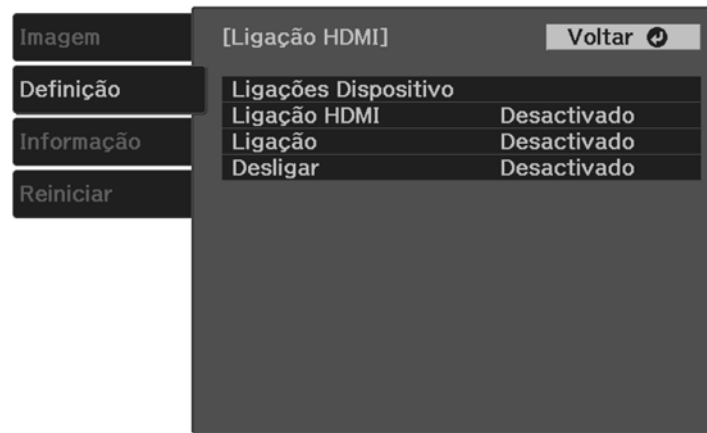 Imagem
Definição
Informação
Reiniciar
[Ligação HDMI] Voltar
Ligações Dispositivo
Ligação HDMI Desactivado
Ligação Desactivado
Desligar Desactivado